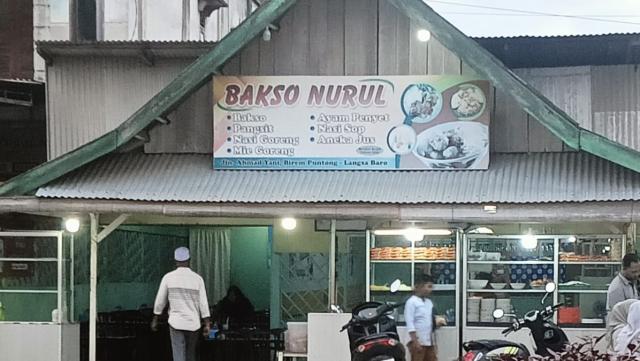 BAKSO NURUL
• Bakso
• Pangsit
• Nasi Goreng
• Mie Goreng
• Ayam Penyet
• Nasi Sop
• Aneka Jus
Jln. Ahmad Yani, Birem Puntong - Langsa Baro